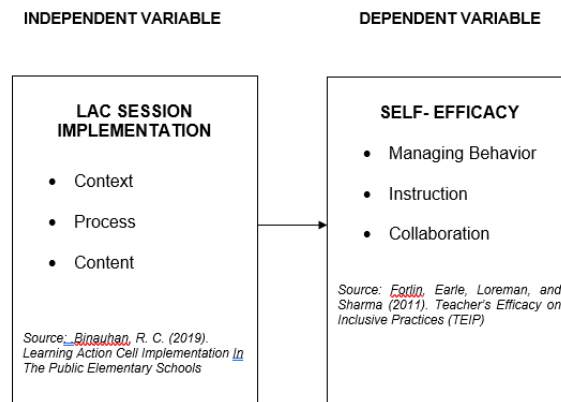 INDEPENDENT VARIABLE
DEPENDENT VARIABLE
LAC SESSION
IMPLEMENTATION
• Context
• Process
• Content
Source: Binauhan, R. C. (2019).
Learning Action Cell Implementation In
The Public Elementary Schools
SELF- EFFICACY
• Managing Behavior
• Instruction
• Collaboration
Source: Forlin, Earle, Loreman, and
Sharma (2011). Teacher's Efficacy on
Inclusive Practices (TEIP)